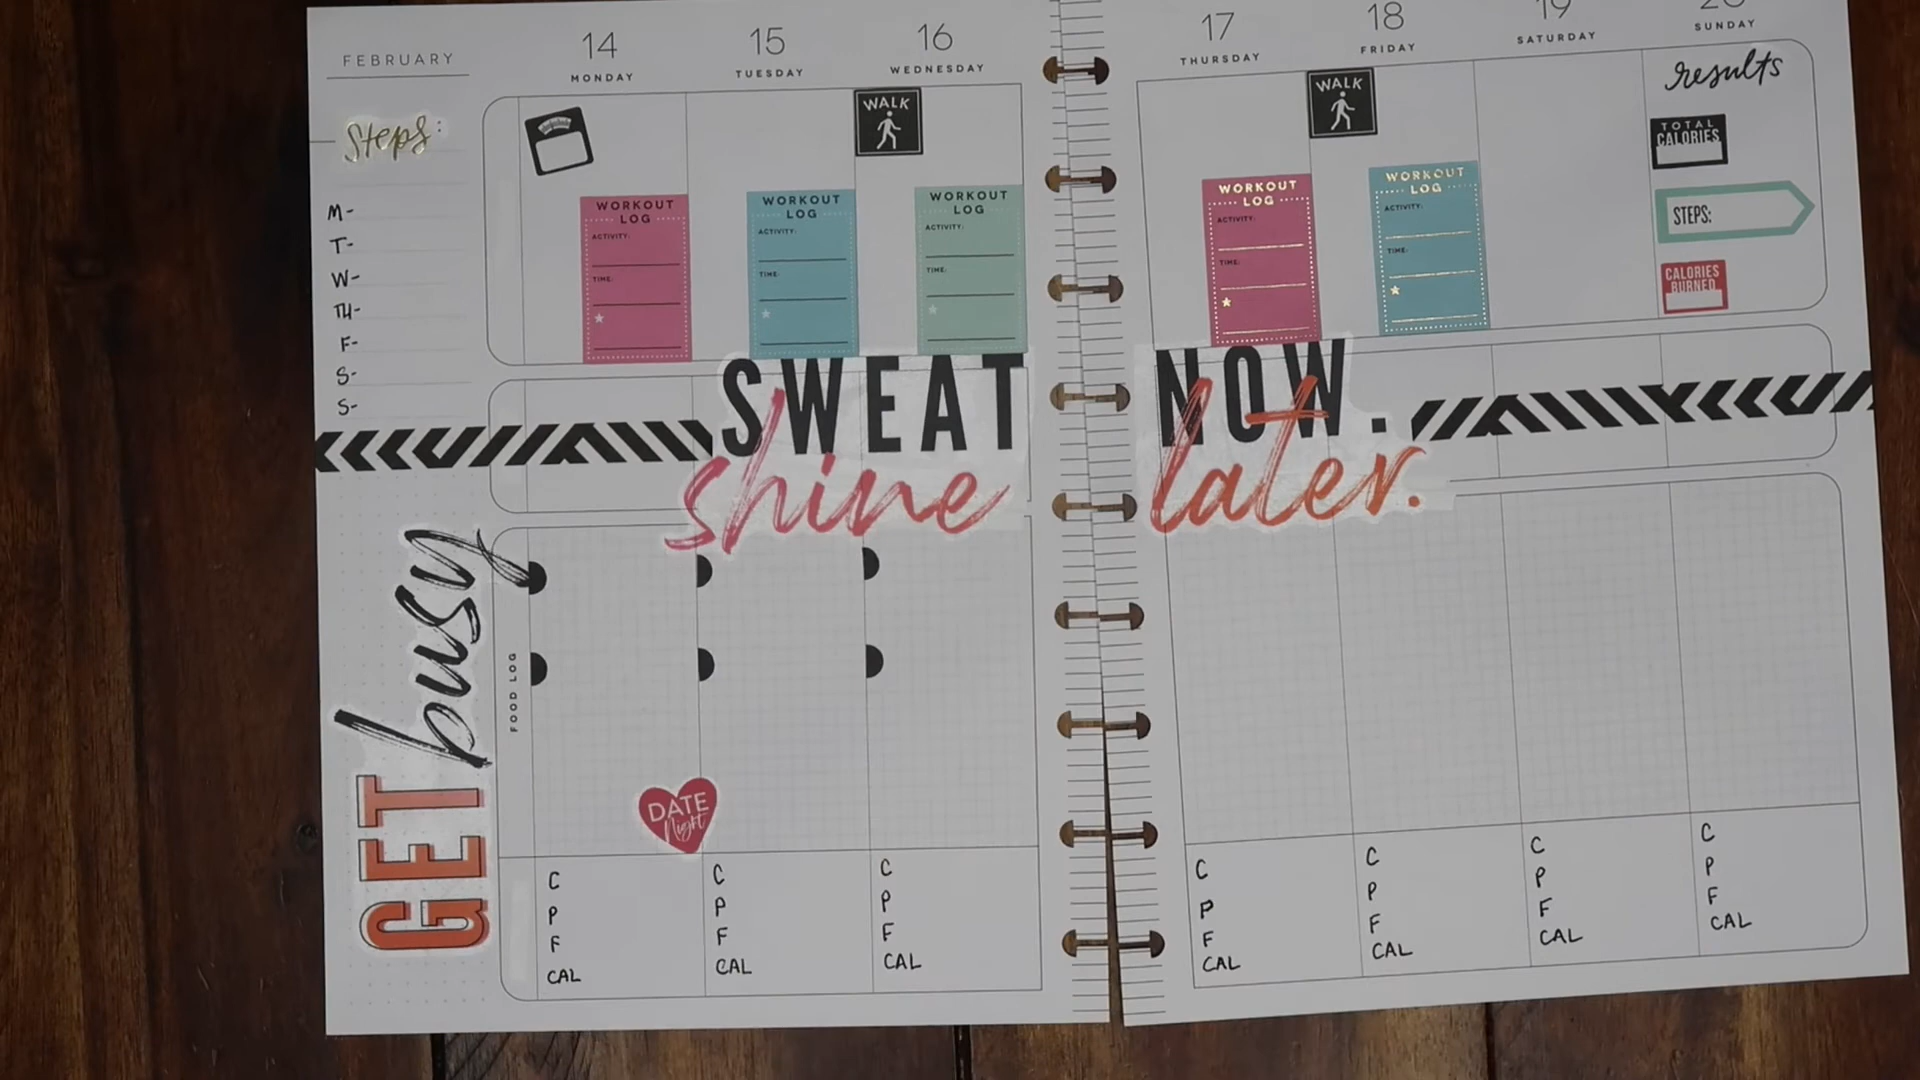 FEBRUARY
14
MONDAY
15
TUESDAY
16
WEDNESDAY
17
THURSDAY
18
FRIDAY
19
SATURDAY
20
SUNDAY
Steps:
M-
T-
W-
TH-
F-
S-
S-
WALK
WALK
WORKOUT
LOG
ACTIVITY:
TIME:
WORKOUT
LOG
ACTIVITY:
TIME:
WORKOUT
LOG
ACTIVITY:
TIME:
WORKOUT
LOG
ACTIVITY:
TIME:
WORKOUT
LOG
ACTIVITY:
TIME:
results
TOTAL
CALORIES
STEPS:
CALORIES
BURNED
SWEAT NOW.
shine later.
GET busy
FOOD LOG
DATE
Night
C
P
F
CAL
C
P
F
CAL
C
P
F
CAL
C
P
F
CAL
C
P
F
CAL
C
P
F
CAL
C
P
F
CAL